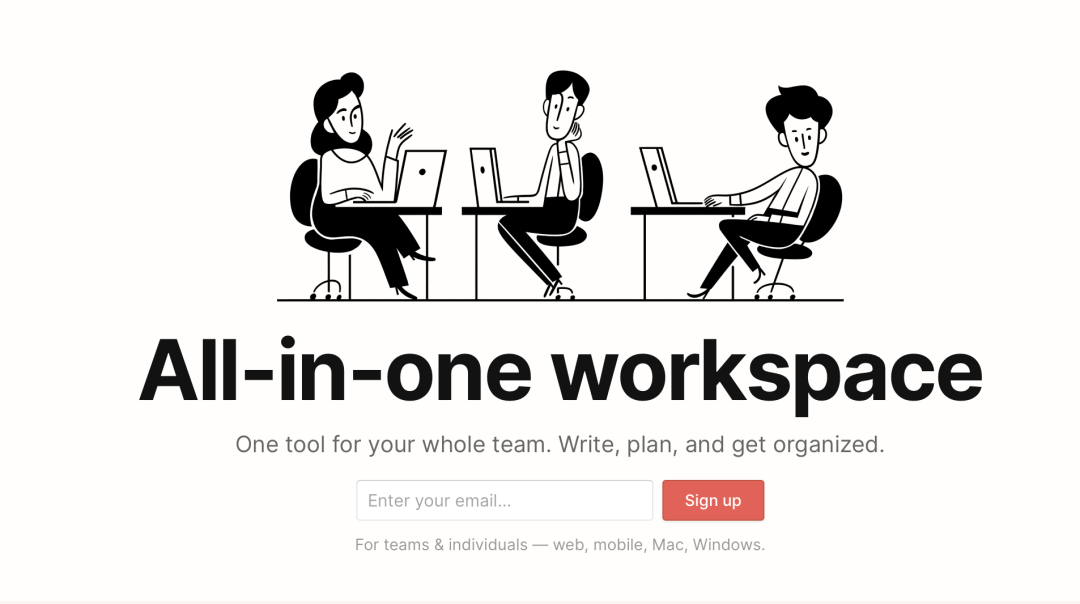 All-in-one workspace
One tool for your whole team. Write, plan, and get organized.
Enter your email...
Sign up
For teams & individuals — web, mobile, Mac, Windows.